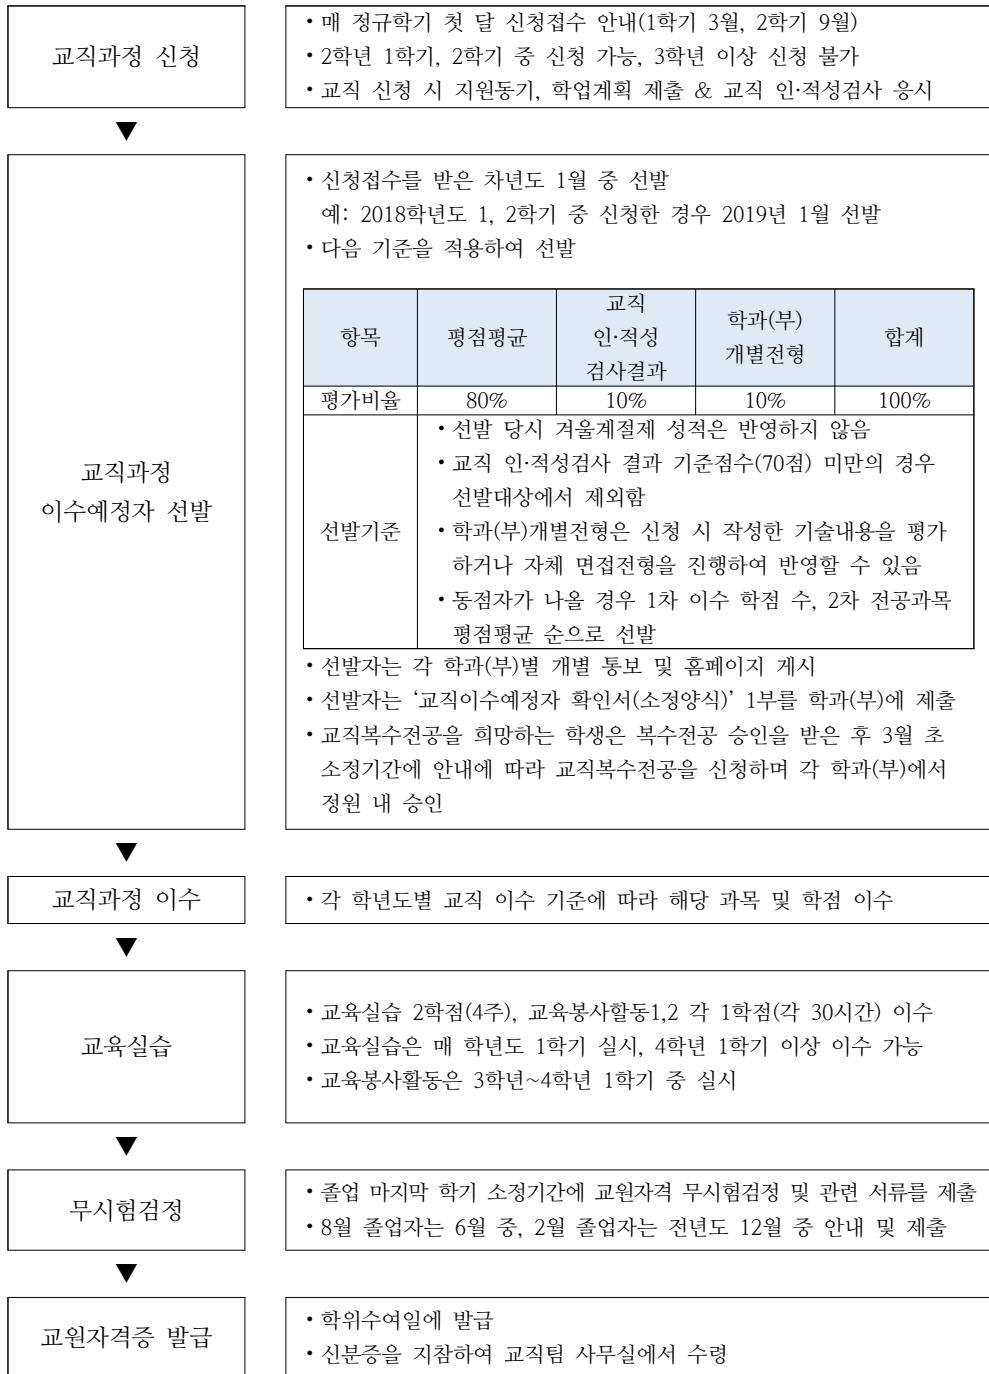 교직과정 신청
• 매 정규학기 첫 달 신청접수 안내(1학기 3월, 2학기 9월)
• 2학년 1학기, 2학기 중 신청 가능, 3학년 이상 신청 불가
• 교직 신청 시 지원동기, 학업계획 제출 & 교직 인·적성검사 응시
▼
교직과정
이수예정자 선발
• 신청접수를 받은 차년도 1월 중 선발
예: 2018학년도 1, 2학기 중 신청한 경우 2019년 1월 선발
• 다음 기준을 적용하여 선발
항목 평점평균 교직 인·적성 검사결과 학과(부) 개별전형 합계
평가비율 80% 10% 10% 100%
선발기준
• 선발 당시 겨울계절제 성적은 반영하지 않음
• 교직 인·적성검사 결과 기준점수(70점) 미만의 경우
선발대상에서 제외함
• 학과(부)개별전형은 신청 시 작성한 기술내용을 평가
하거나 자체 면접전형을 진행하여 반영할 수 있음
• 동점자가 나올 경우 1차 이수 학점 수, 2차 전공과목
평점평균 순으로 선발
• 선발자는 각 학과(부)별 개별 통보 및 홈페이지 게시
• 선발자는 ‘교직이수예정자 확인서(소정양식)’ 1부를 학과(부)에 제출
• 교직복수전공을 희망하는 학생은 복수전공 승인을 받은 후 3월 초
소정기간에 안내에 따라 교직복수전공을 신청하며 각 학과(부)에서
정원 내 승인
▼
교직과정 이수
• 각 학년도별 교직 이수 기준에 따라 해당 과목 및 학점 이수
▼
교육실습
• 교육실습 2학점(4주), 교육봉사할동1,2 각 1학점(각 30시간) 이수
• 교육실습은 매 학년도 1학기 실시, 4학년 1학기 이상 이수 가능
• 교육봉사활동은 3학년~4학년 1학기 중 실시
▼
무시험검정
• 졸업 마지막 학기 소정기간에 교원자격 무시험검정 및 관련 서류를 제출
• 8월 졸업자는 6월 중, 2월 졸업자는 전년도 12월 중 안내 및 제출
▼
교원자격증 발급
• 학위수여일에 발급
• 신분증을 지참하여 교직팀 사무실에서 수령